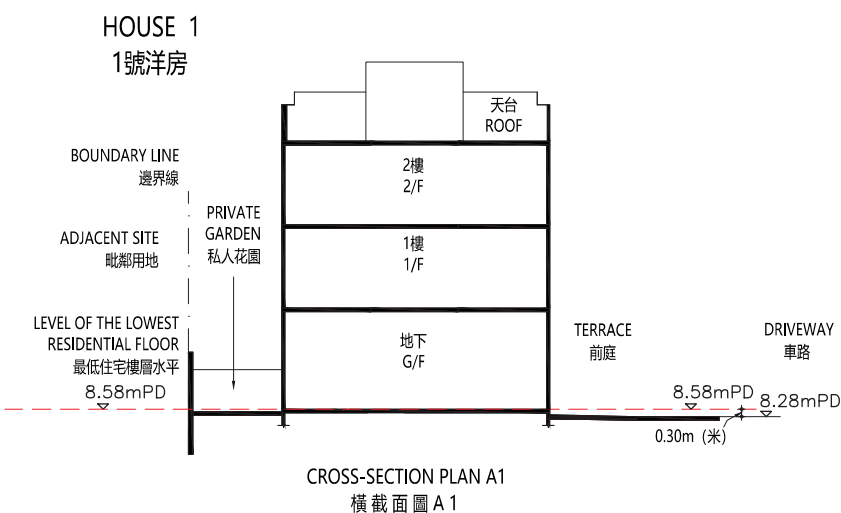 HOUSE 1
1號洋房
天台
ROOF
BOUNDARY LINE
邊界線
2樓
2/F
PRIVATE
GARDEN
私人花園
ADJACENT SITE
毗鄰用地
1樓
1/F
LEVEL OF THE LOWEST
RESIDENTIAL FLOOR
最低住宅樓層水平
8.58mPD
地下
G/F
TERRACE
前庭
DRIVEWAY
車路
8.58mPD
8.28mPD
0.30m (米)
CROSS-SECTION PLAN A1
橫截面圖A1